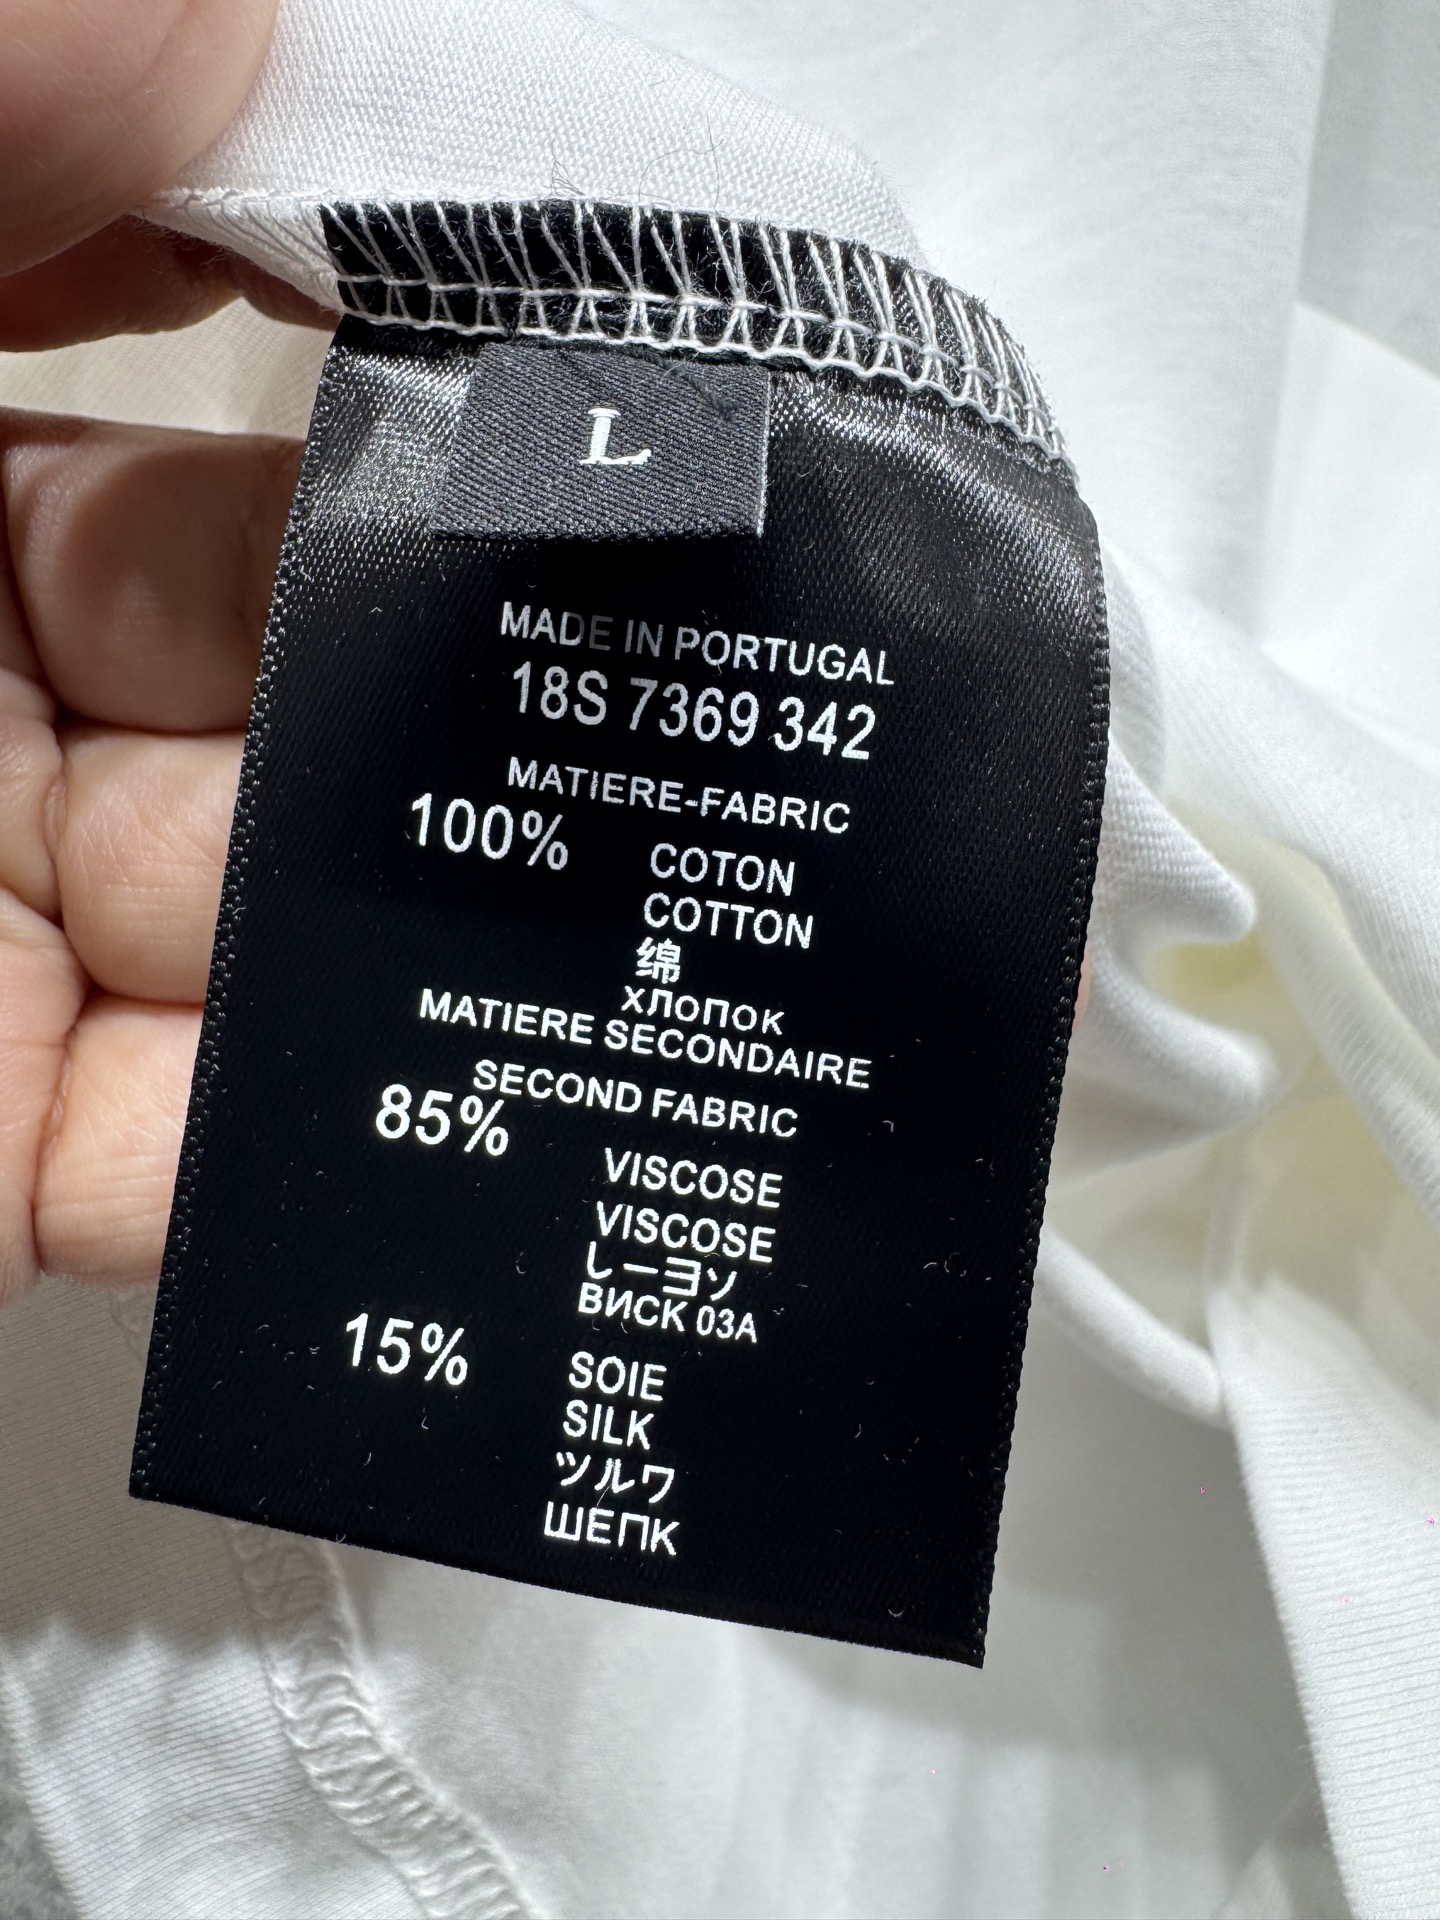 L
MADE IN PORTUGAL
18S 7369 342
MATIERE-FABRIC
100% COTON
COTTON
绵
хлопок
MATIERE SECONDAIRE
SECOND FABRIC
85% VISCOSE
VISCOSE
レーヨソ
ВИСК 03А
15% SOIE
SILK
ツルワ
ШЕПК